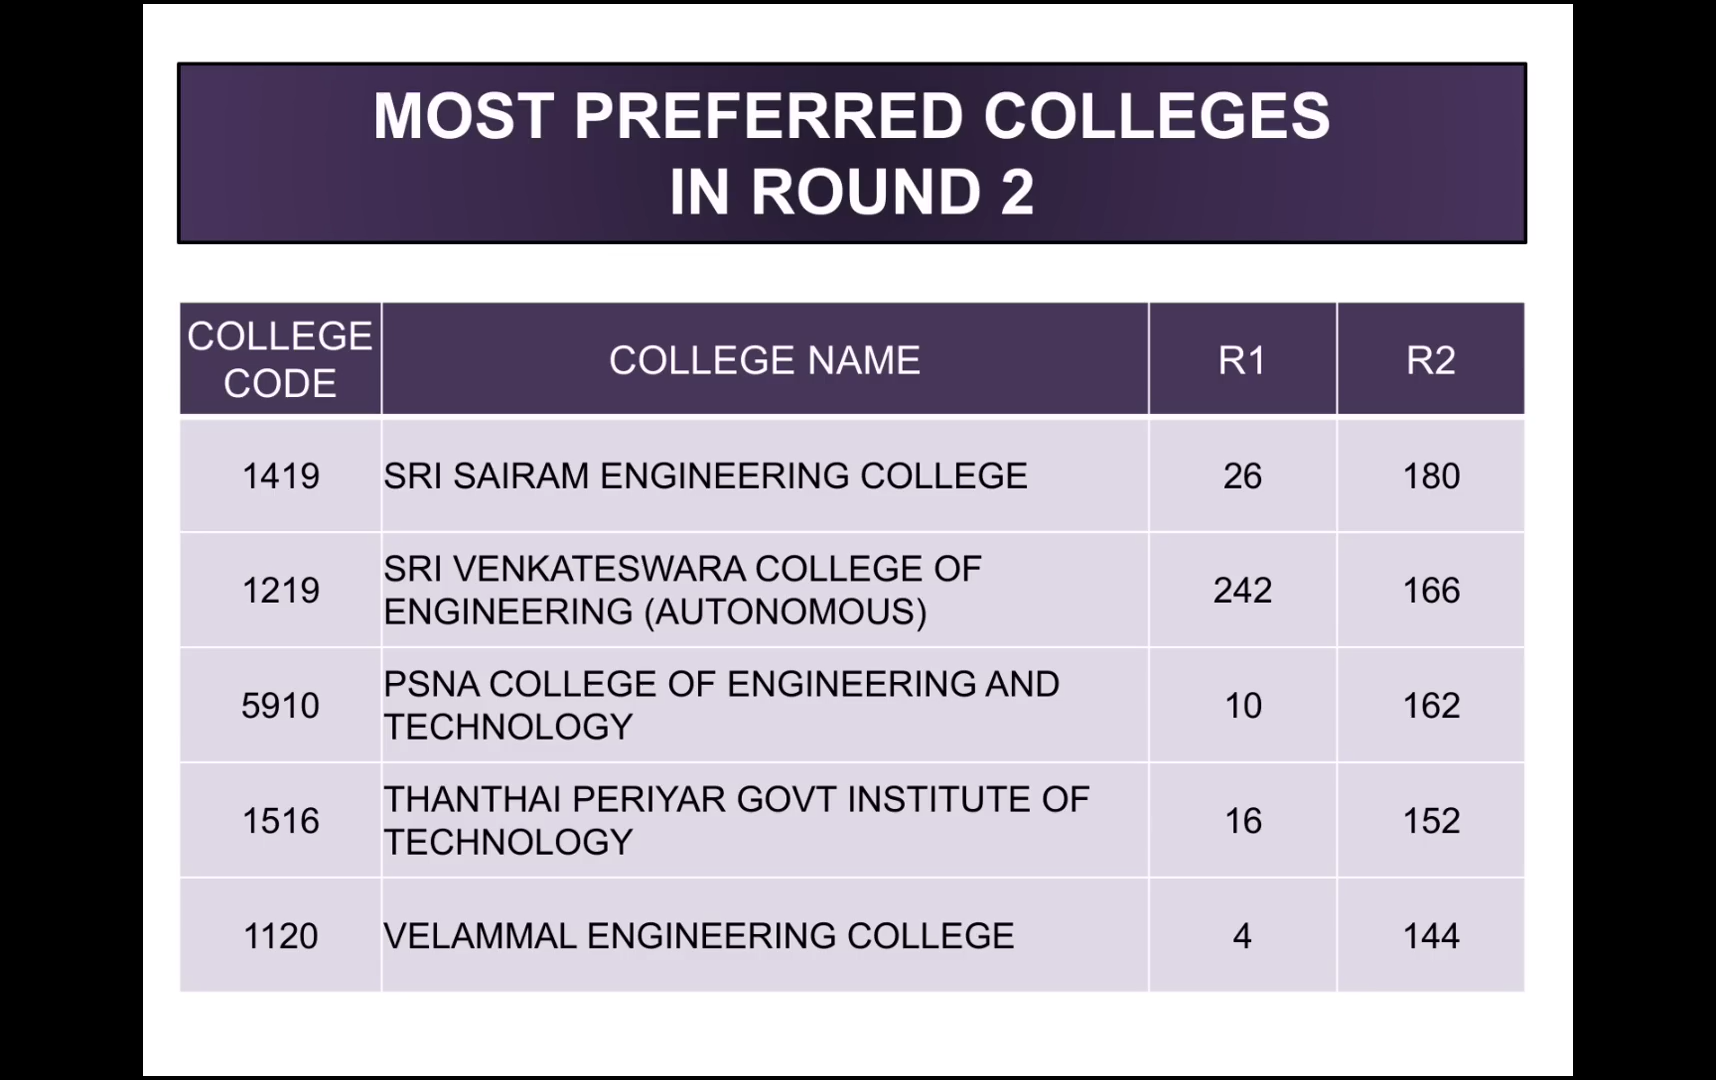 MOST PREFERRED COLLEGES
IN ROUND 2
COLLEGE
CODE
COLLEGE NAME
R1
R2
1419
SRI SAIRAM ENGINEERING COLLEGE
26
180
1219
SRI VENKATESWARA COLLEGE OF
ENGINEERING (AUTONOMOUS)
242
166
5910
PSNA COLLEGE OF ENGINEERING AND
TECHNOLOGY
10
162
1516
THANTHAI PERIYAR GOVT INSTITUTE OF
TECHNOLOGY
16
152
1120
VELAMMAL ENGINEERING COLLEGE
4
144